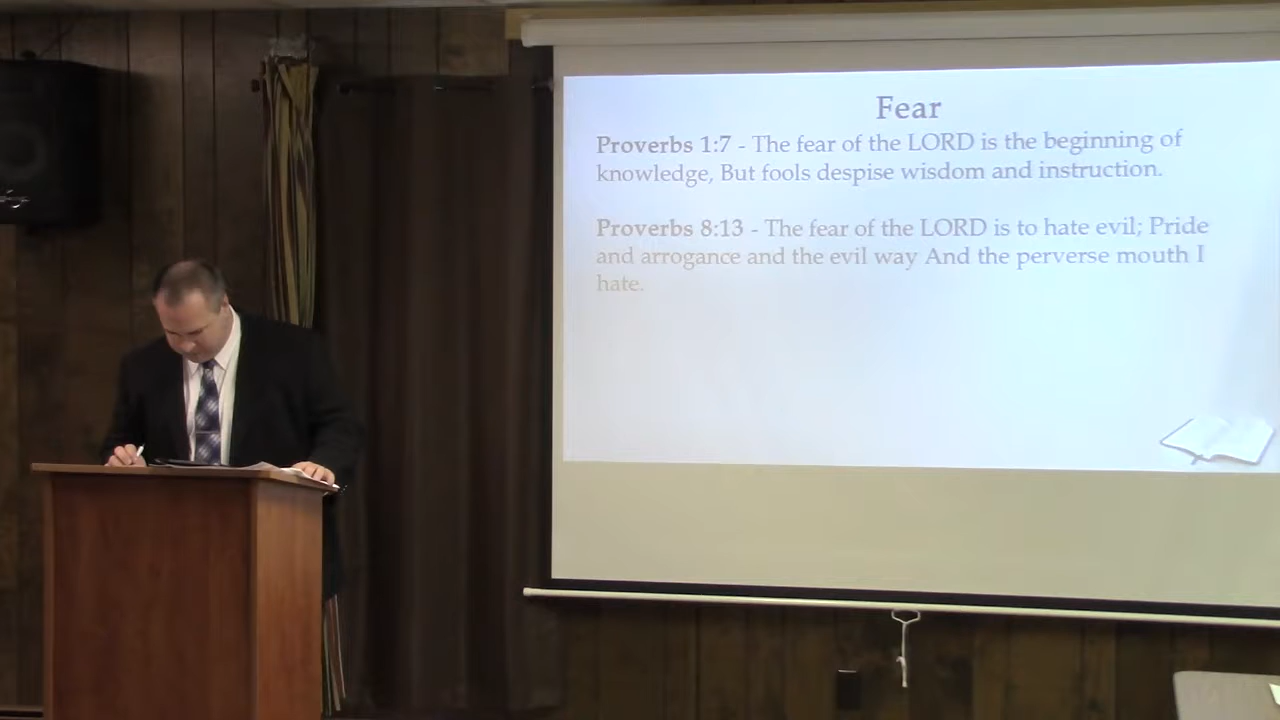 Fear
Proverbs 1:7 - The fear of the LORD is the beginning of
knowledge, But fools despise wisdom and instruction.
Proverbs 8:13 - The fear of the LORD is to hate evil; Pride
and arrogance and the evil way And the perverse mouth I
hate.